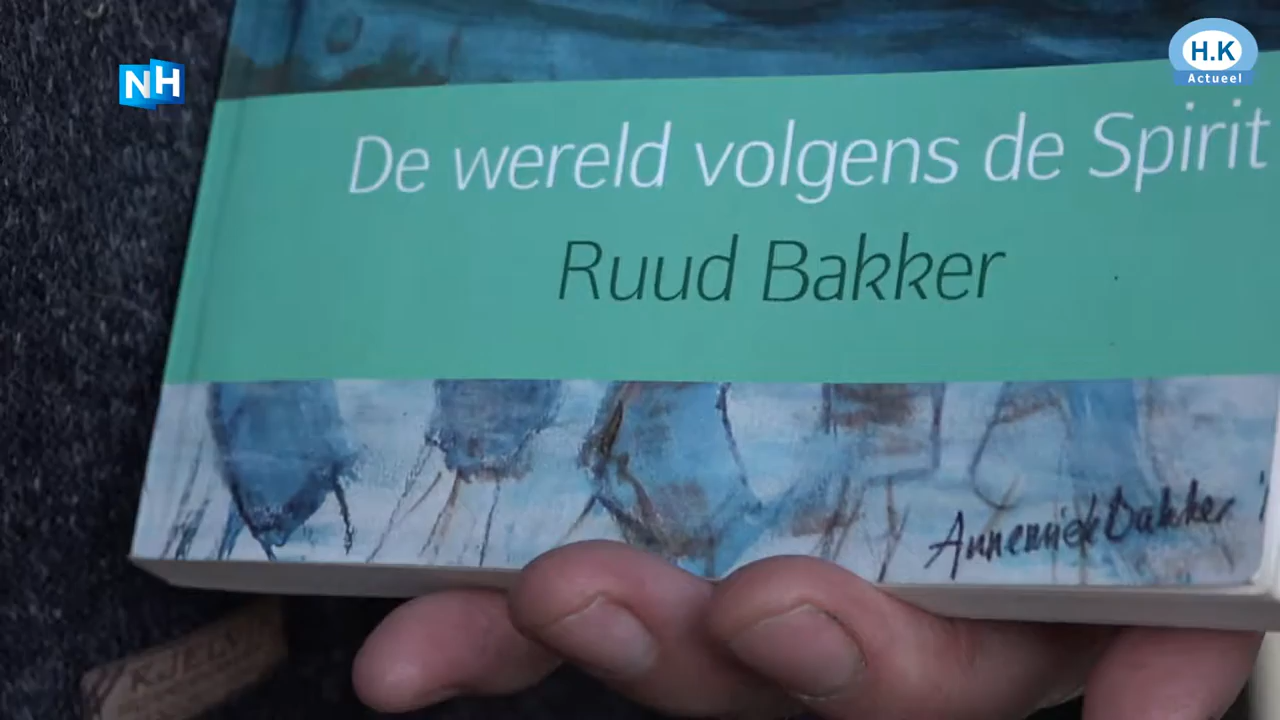 NH
H.K
Actueel
De wereld volgens de Spirit
Ruud Bakker
Annemiek Bakker